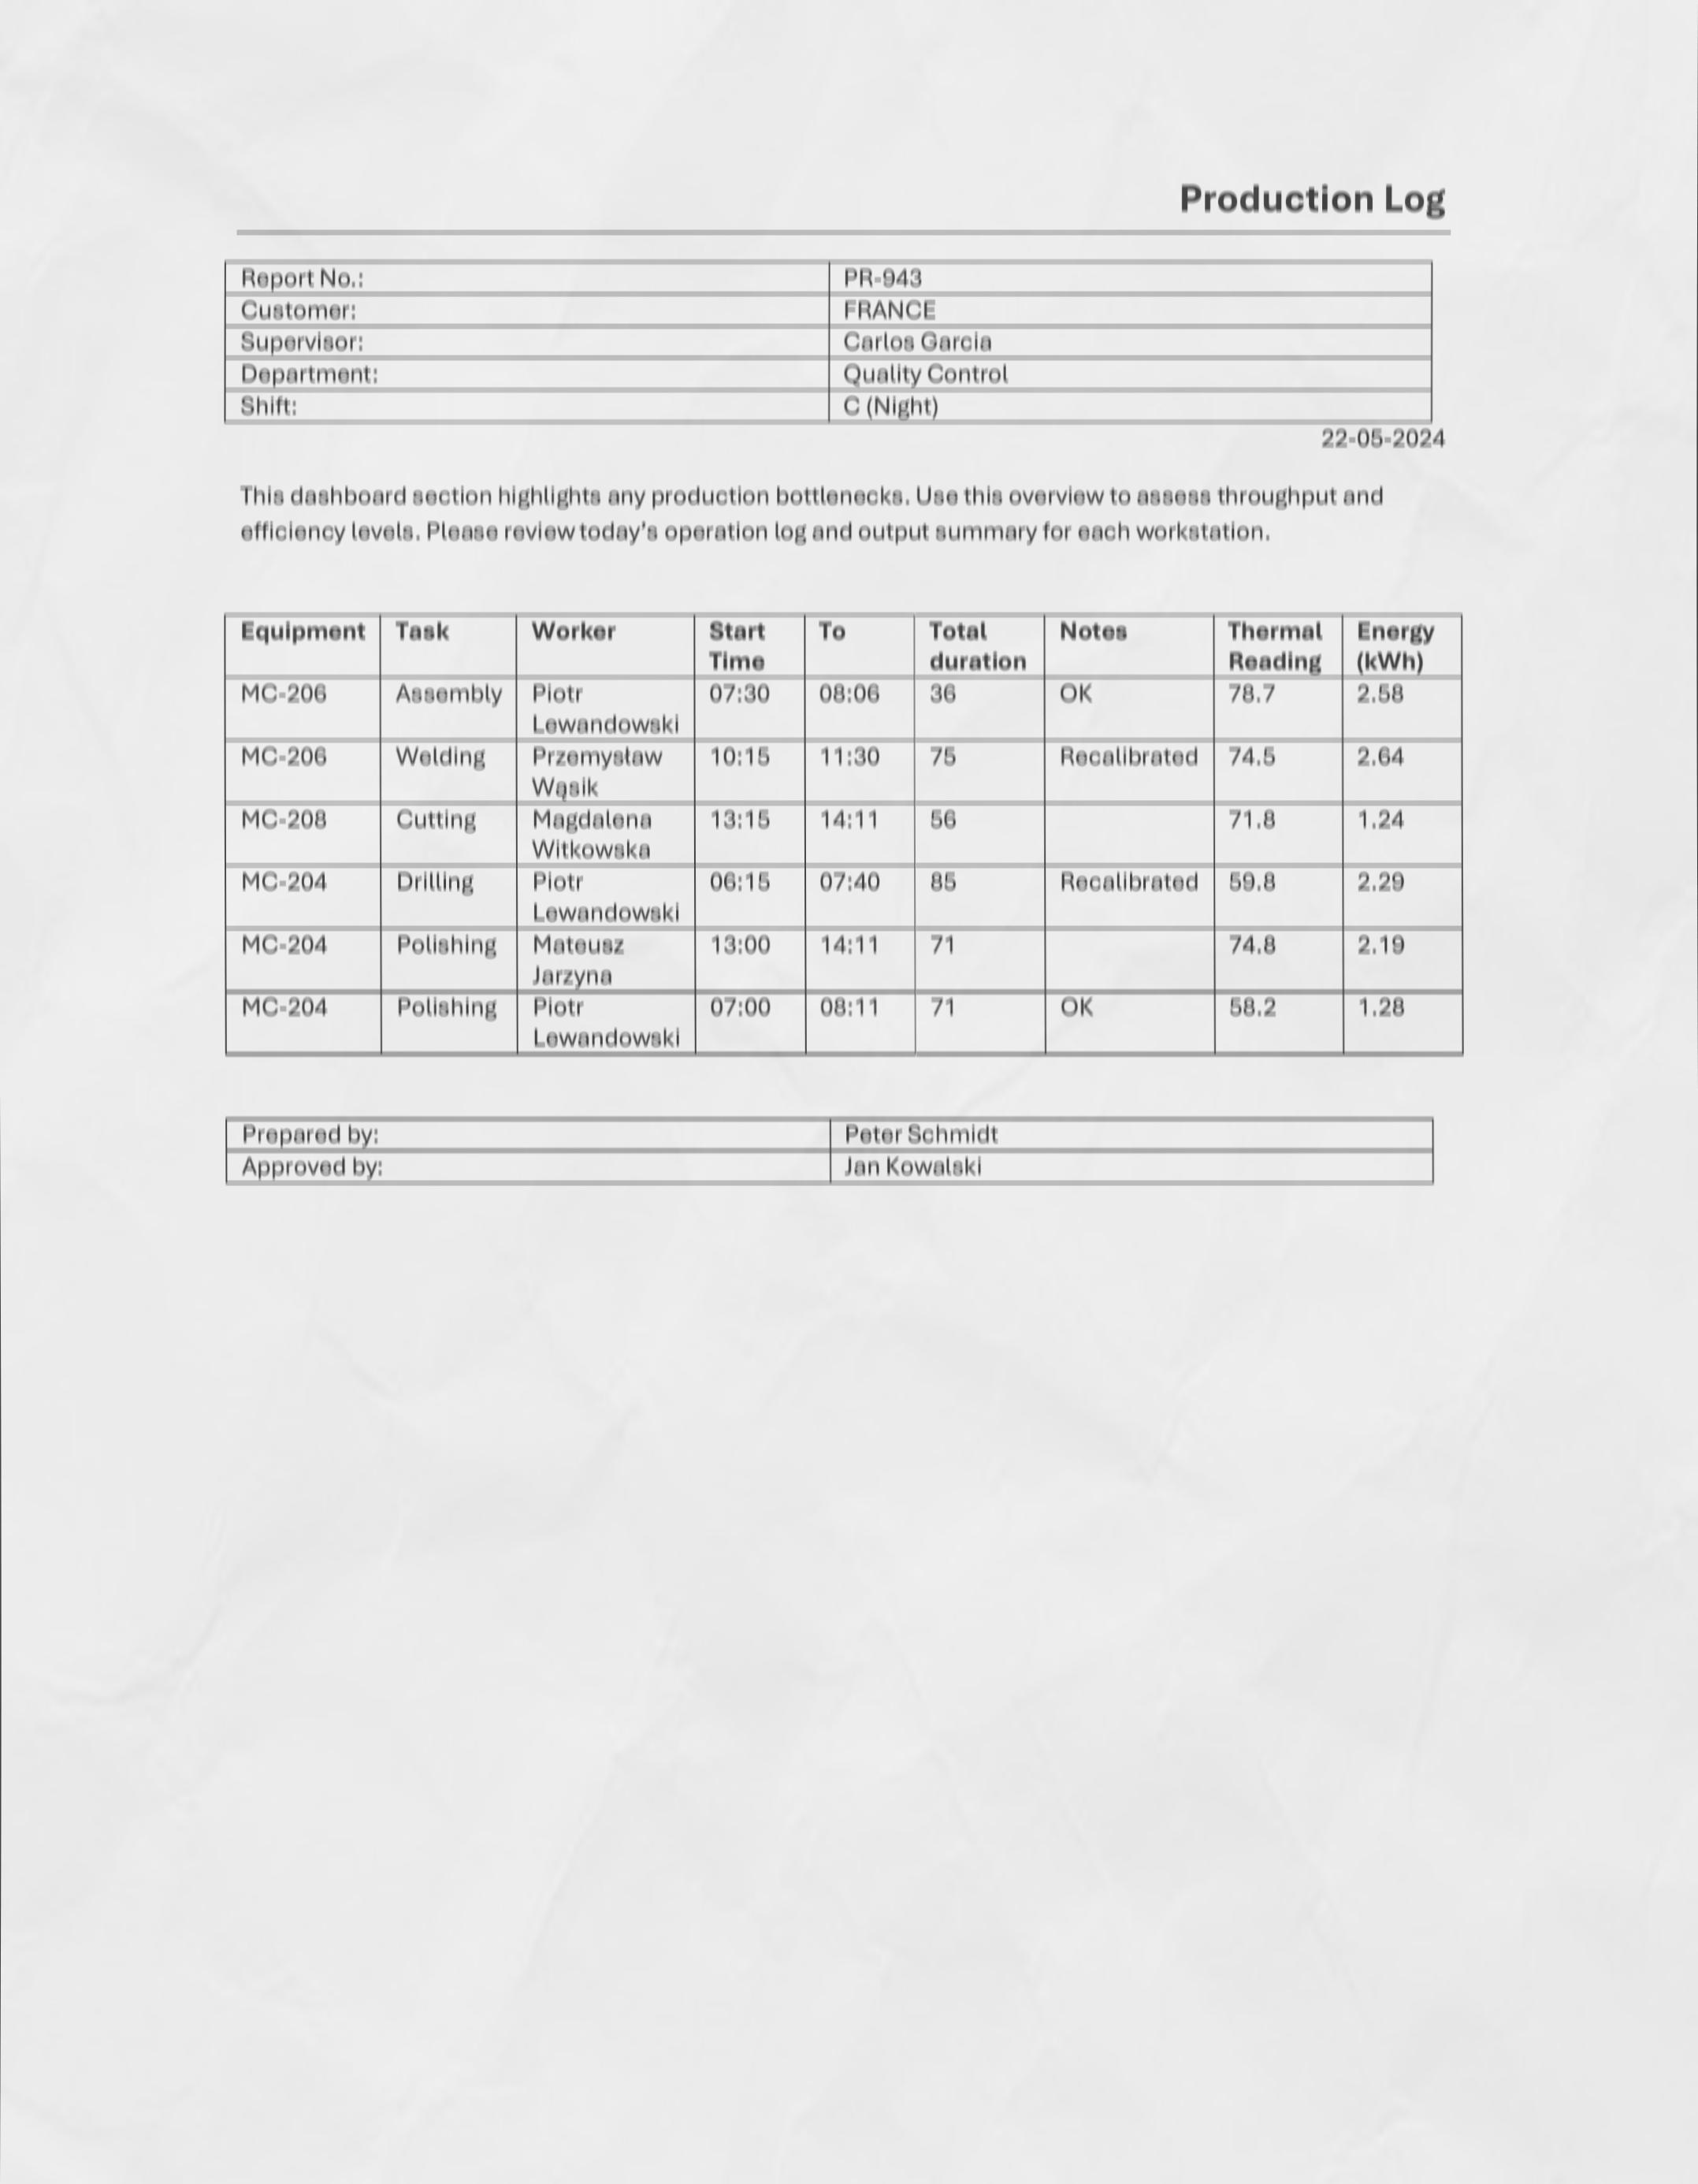 Production Log
Report No.: PR-943
Customer: FRANCE
Supervisor: Carlos Garcia
Department: Quality Control
Shift: C (Night)
22-05-2024
This dashboard section highlights any production bottlenecks. Use this overview to assess throughput and
efficiency levels. Please review today's operation log and output summary for each workstation.
Equipment Task Worker Start Time To Total duration Notes Thermal Reading Energy (kWh)
MC-206 Assembly Piotr Lewandowski 07:30 08:06 36 OK 78.7 2.58
MC-206 Welding Przemysław Wąsik 10:15 11:30 75 Recalibrated 74.5 2.64
MC-208 Cutting Magdalena Witkowska 13:15 14:11 56 71.8 1.24
MC-204 Drilling Piotr Lewandowski 06:15 07:40 85 Recalibrated 59.8 2.29
MC-204 Polishing Mateusz Jarzyna 13:00 14:11 71 74.8 2.19
MC-204 Polishing Piotr Lewandowski 07:00 08:11 71 OK 58.2 1.28
Prepared by: Peter Schmidt
Approved by: Jan Kowalski